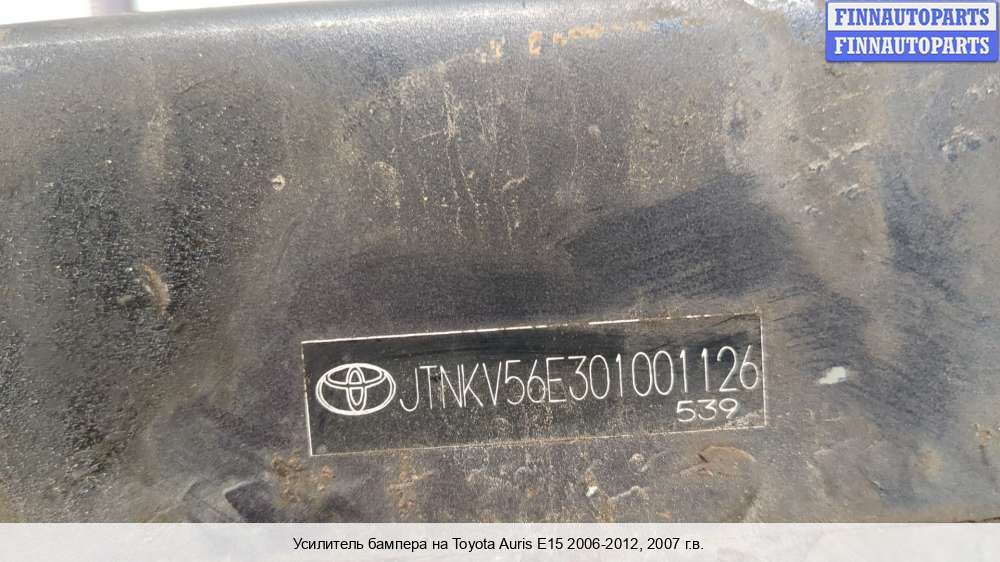 FINNAUTOPARTS
FINNAUTOPARTS
JTNKV56E301001126
539
Усилитель бампера на Toyota Auris E15 2006-2012, 2007 г.в.